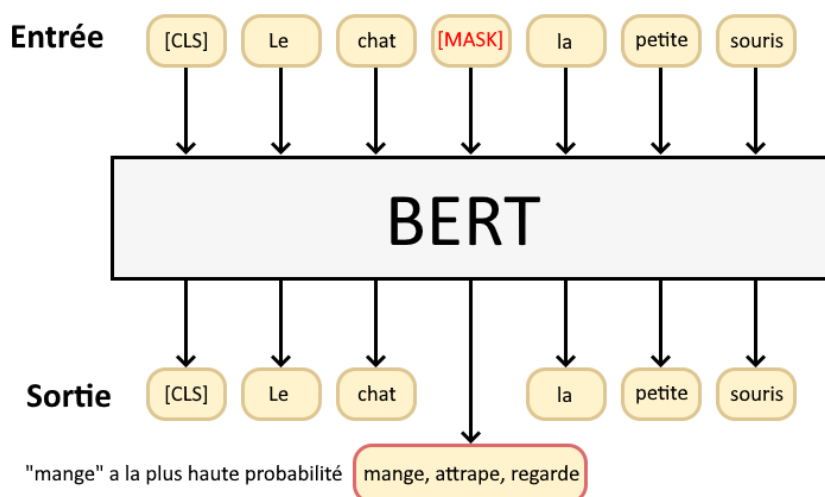 Entrée [CLS] Le chat [MASK] la petite souris
BERT
Sortie [CLS] Le chat la petite souris
"mange" a la plus haute probabilité mange, attrape, regarde